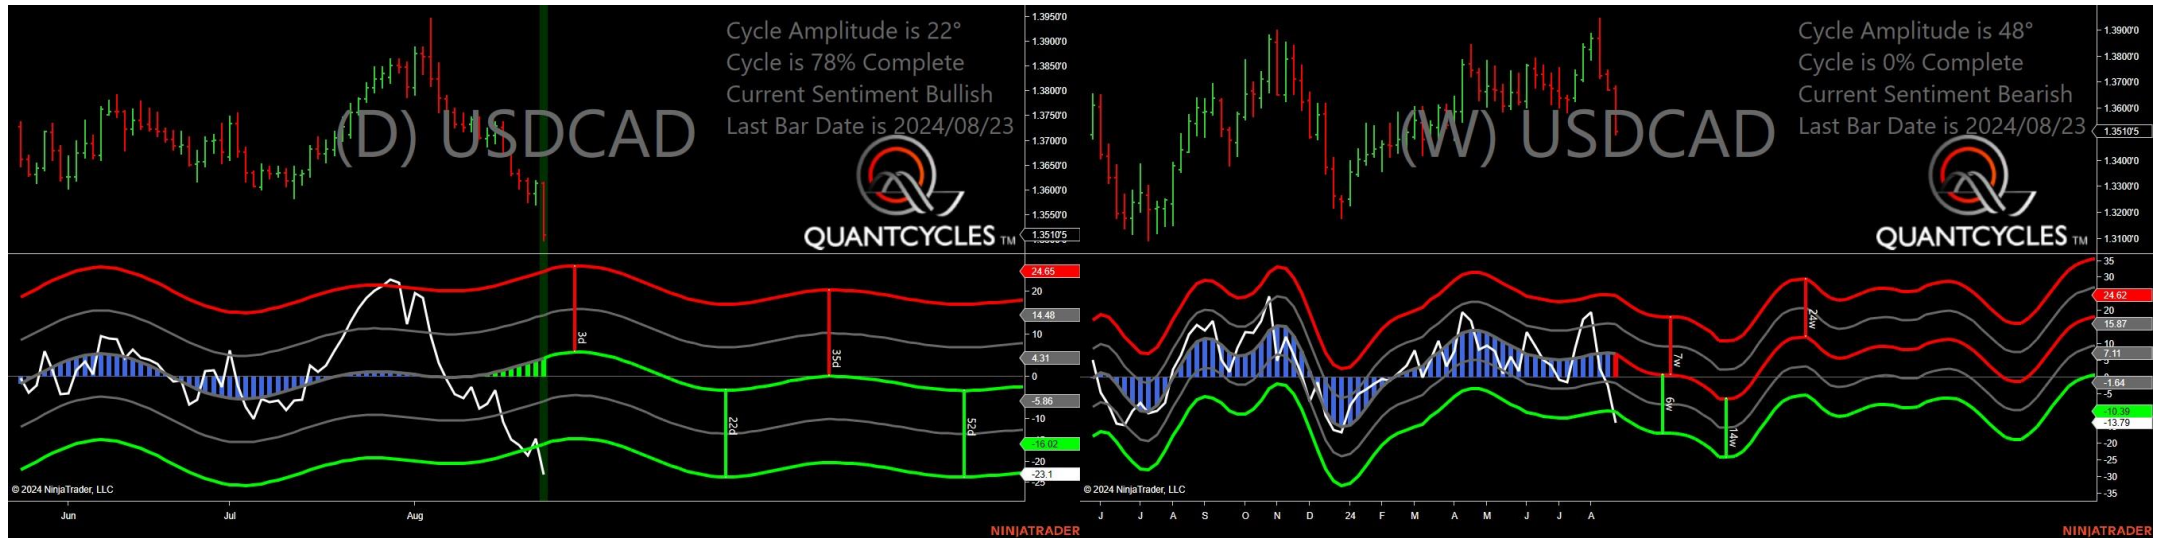 Cycle Amplitude is 22°
Cycle is 78% Complete
Current Sentiment Bullish
Last Bar Date is 2024/08/23
(D) USDCAD
QUANTCYCLES TM
1.3950'0
1.3900'0
1.3850'0
1.3800'0
1.3750'0
1.3700'0
1.3650'0
1.3600'0
1.3550'0
1.3510'5
24.65
20
14.48
10
4.31
0
-5.86
-10
-16.02
-20
-23.1
-25
3d
22d
35d
52d
© 2024 NinjaTrader, LLC
Jun Jul Aug
NINJATRADER
Cycle Amplitude is 48°
Cycle is 0% Complete
Current Sentiment Bearish
Last Bar Date is 2024/08/23
(W) USDCAD
QUANTCYCLES TM
1.3900'0
1.3800'0
1.3700'0
1.3600'0
1.3510'5
1.3400'0
1.3300'0
1.3200'0
1.3100'0
35
30
24.62
20
15.87
10
7.11
0
-1.64
-5
-10.39
-13.79
-20
-25
-30
-35
7w
6w
14w
24w
© 2024 NinjaTrader, LLC
J J A S O N D 24 F M A M J J A
NINJATRADER